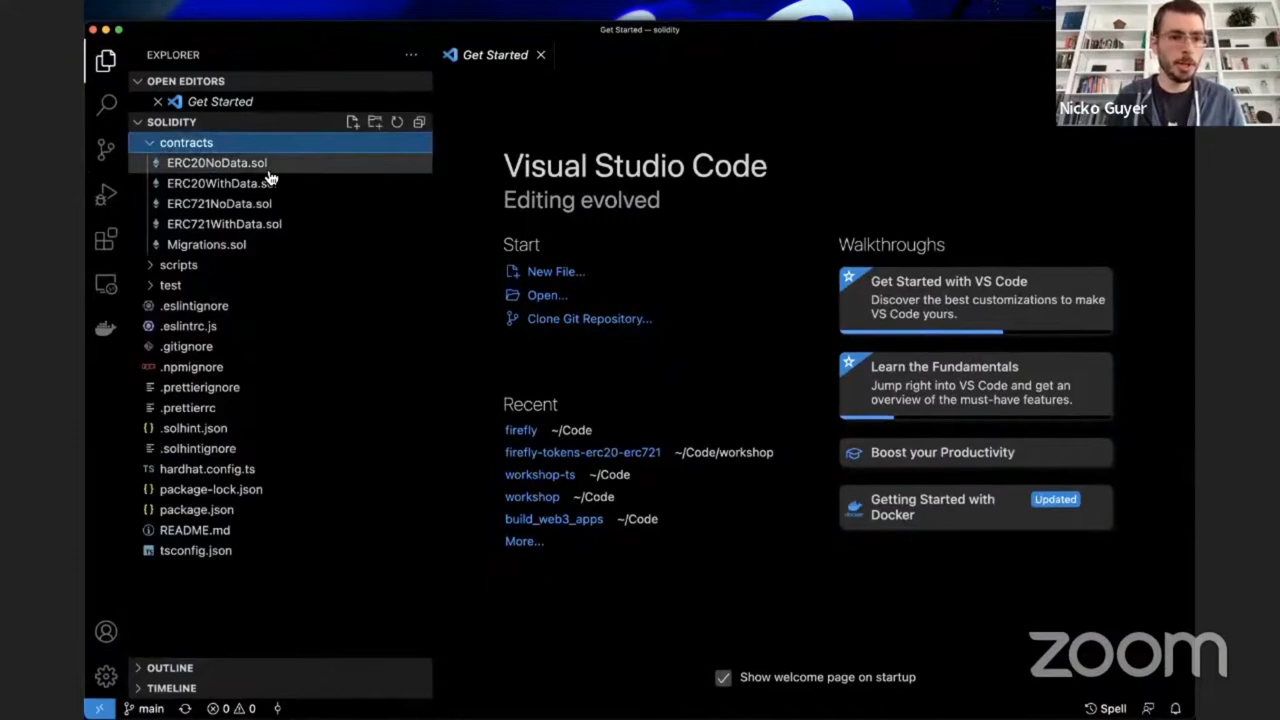 Get Started — solidity
EXPLORER
Get Started
OPEN EDITORS
Get Started
SOLIDITY
contracts
ERC20NoData.sol
ERC20WithData.sol
ERC721NoData.sol
ERC721WithData.sol
Migrations.sol
scripts
test
.eslintignore
.eslintrc.js
.gitignore
.npmignore
.prettierignore
.prettierrc
.solhint.json
.solhintignore
hardhat.config.ts
package-lock.json
package.json
README.md
tsconfig.json
OUTLINE
TIMELINE
main
0
0
Visual Studio Code
Editing evolved
Start
New File...
Open...
Clone Git Repository...
Recent
firefly ~/Code
firefly-tokens-erc20-erc721 ~/Code/workshop
workshop-ts ~/Code
workshop ~/Code
build_web3_apps ~/Code
More...
Walkthroughs
Get Started with VS Code
Discover the best customizations to make
VS Code yours.
Learn the Fundamentals
Jump right into VS Code and get an
overview of the must-have features.
Boost your Productivity
Getting Started with
Docker
Updated
Show welcome page on startup
Spell
Nicko Guyer
zoom